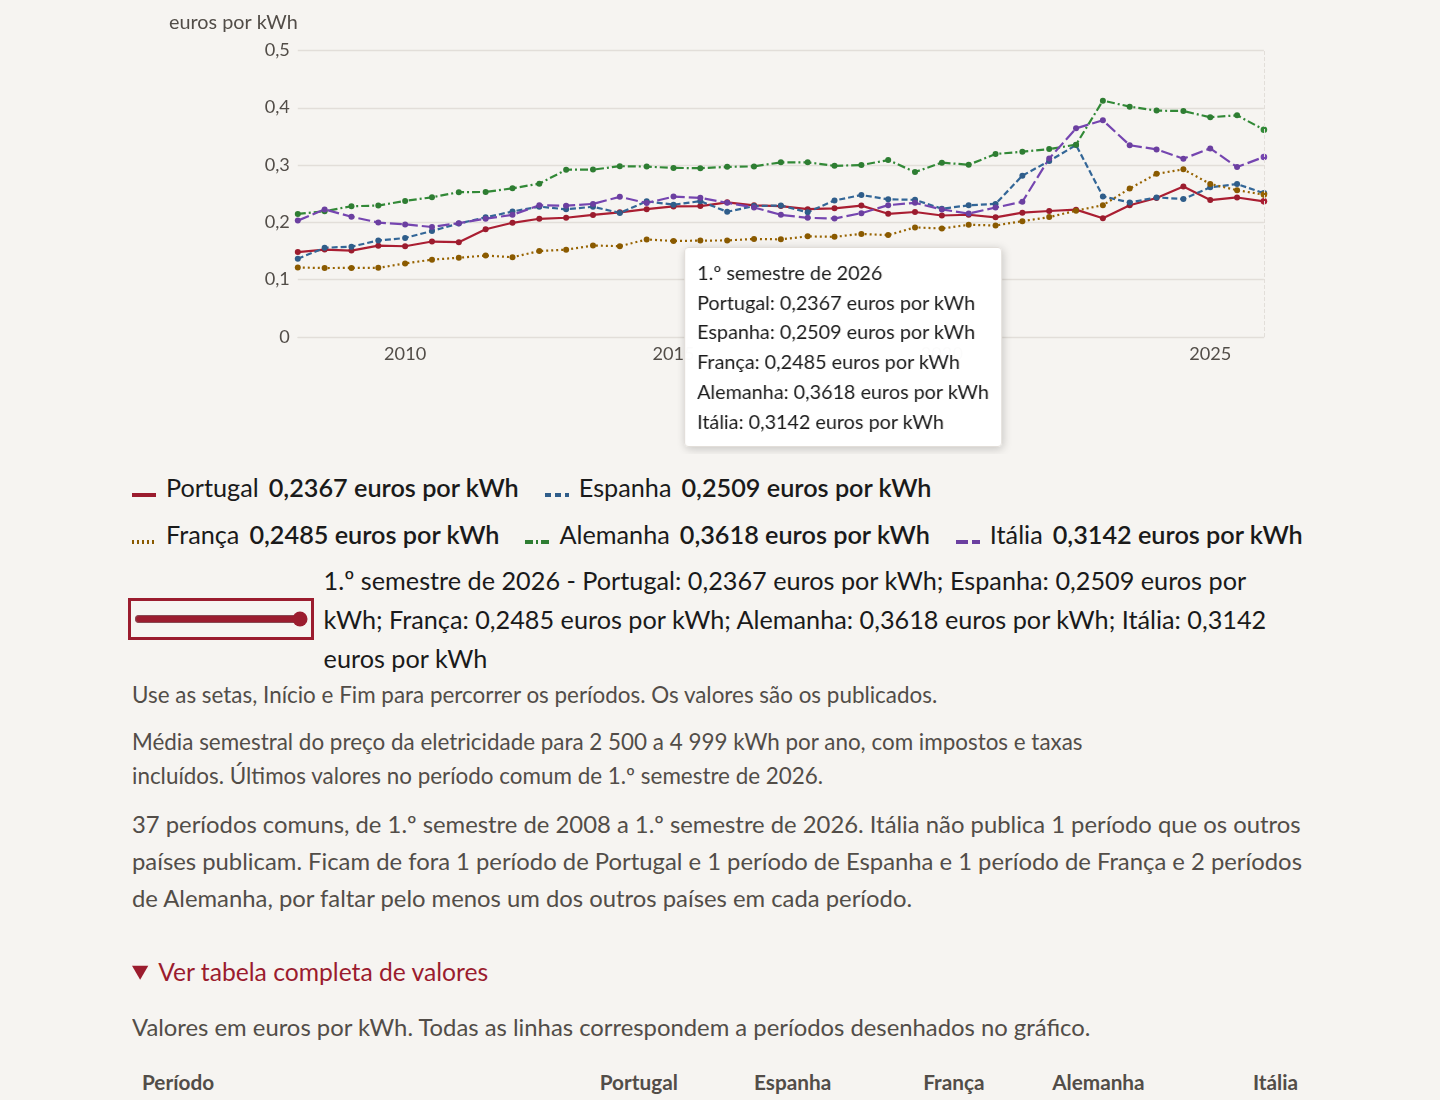 euros por kWh
0,5
0,4
0,3
0,2
0,1
0
2010
201
2025
1.º semestre de 2026
Portugal: 0,2367 euros por kWh
Espanha: 0,2509 euros por kWh
França: 0,2485 euros por kWh
Alemanha: 0,3618 euros por kWh
Itália: 0,3142 euros por kWh
Portugal 0,2367 euros por kWh Espanha 0,2509 euros por kWh
França 0,2485 euros por kWh Alemanha 0,3618 euros por kWh Itália 0,3142 euros por kWh
1.º semestre de 2026 - Portugal: 0,2367 euros por kWh; Espanha: 0,2509 euros por
kWh; França: 0,2485 euros por kWh; Alemanha: 0,3618 euros por kWh; Itália: 0,3142
euros por kWh
Use as setas, Início e Fim para percorrer os períodos. Os valores são os publicados.
Média semestral do preço da eletricidade para 2 500 a 4 999 kWh por ano, com impostos e taxas
incluídos. Últimos valores no período comum de 1.º semestre de 2026.
37 períodos comuns, de 1.º semestre de 2008 a 1.º semestre de 2026. Itália não publica 1 período que os outros
países publicam. Ficam de fora 1 período de Portugal e 1 período de Espanha e 1 período de França e 2 períodos
de Alemanha, por faltar pelo menos um dos outros países em cada período.
Ver tabela completa de valores
Valores em euros por kWh. Todas as linhas correspondem a períodos desenhados no gráfico.
Período Portugal Espanha França Alemanha Itália